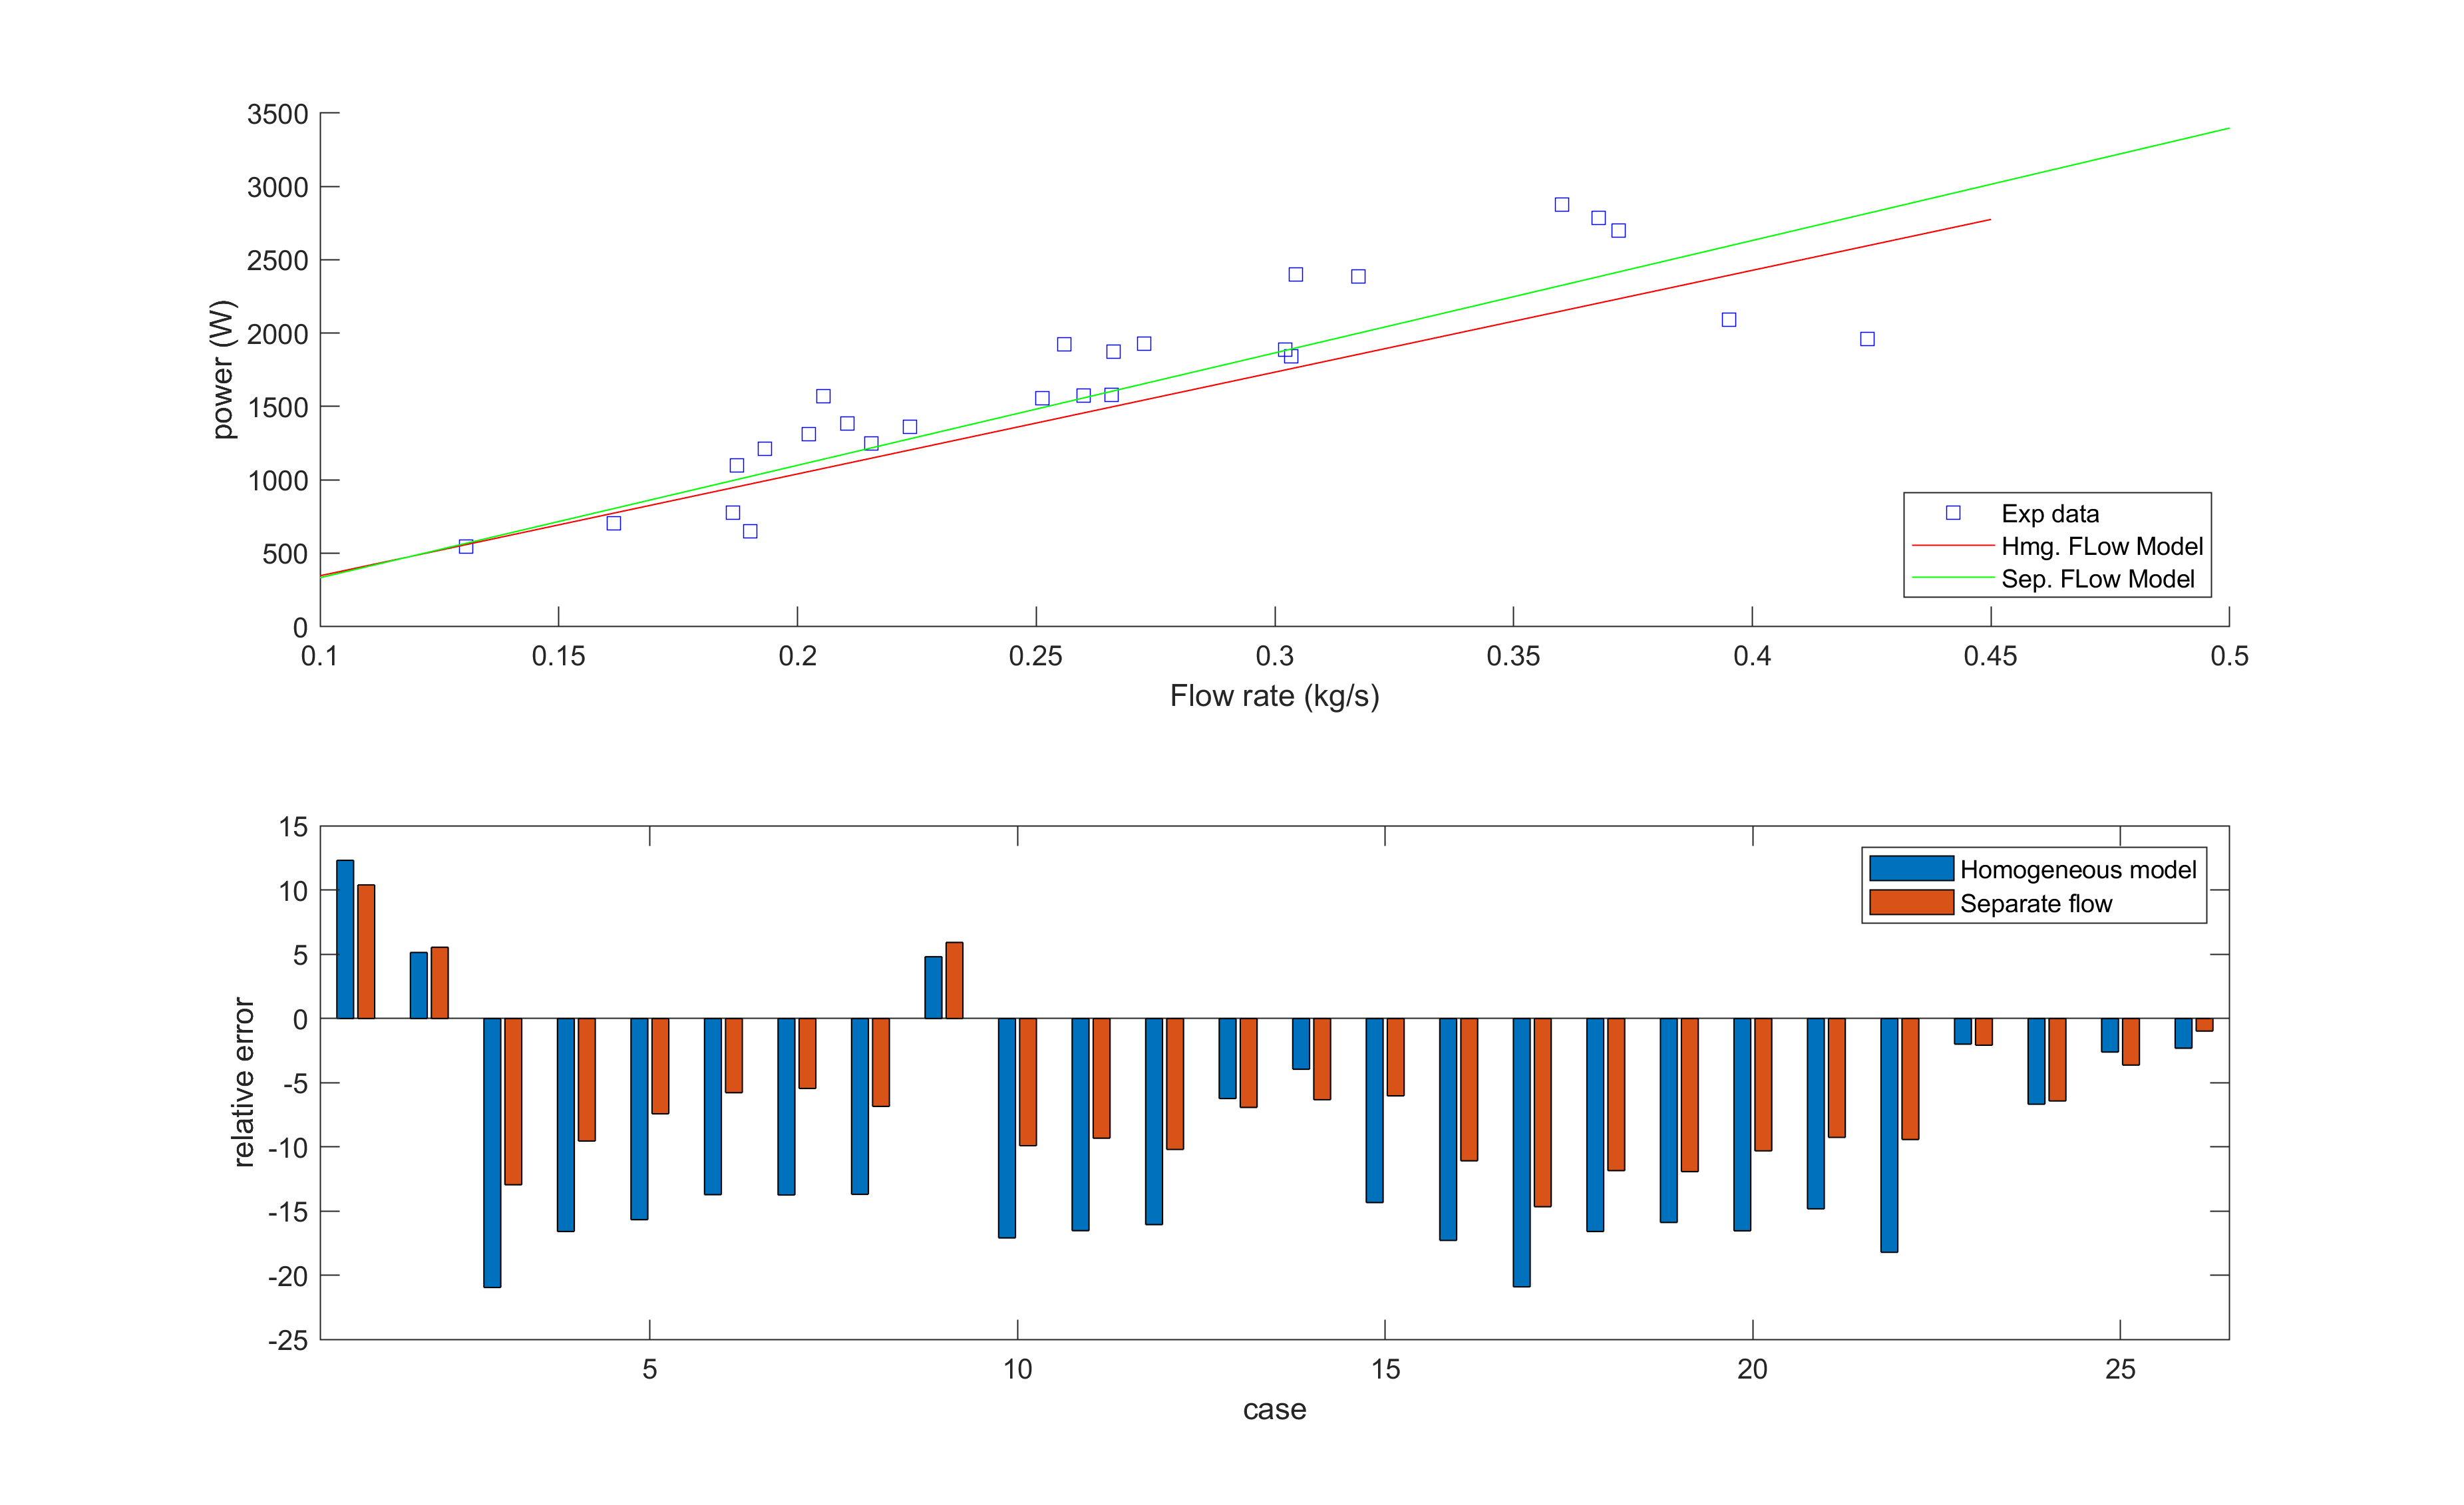 3500
3000
2500
2000
1500
1000
500
0
power (W)
0.1 0.15 0.2 0.25 0.3 0.35 0.4 0.45 0.5
Flow rate (kg/s)
Exp data
Hmg. FLow Model
Sep. FLow Model
15
10
5
0
-5
-10
-15
-20
-25
relative error
5 10 15 20 25
case
Homogeneous model
Separate flow